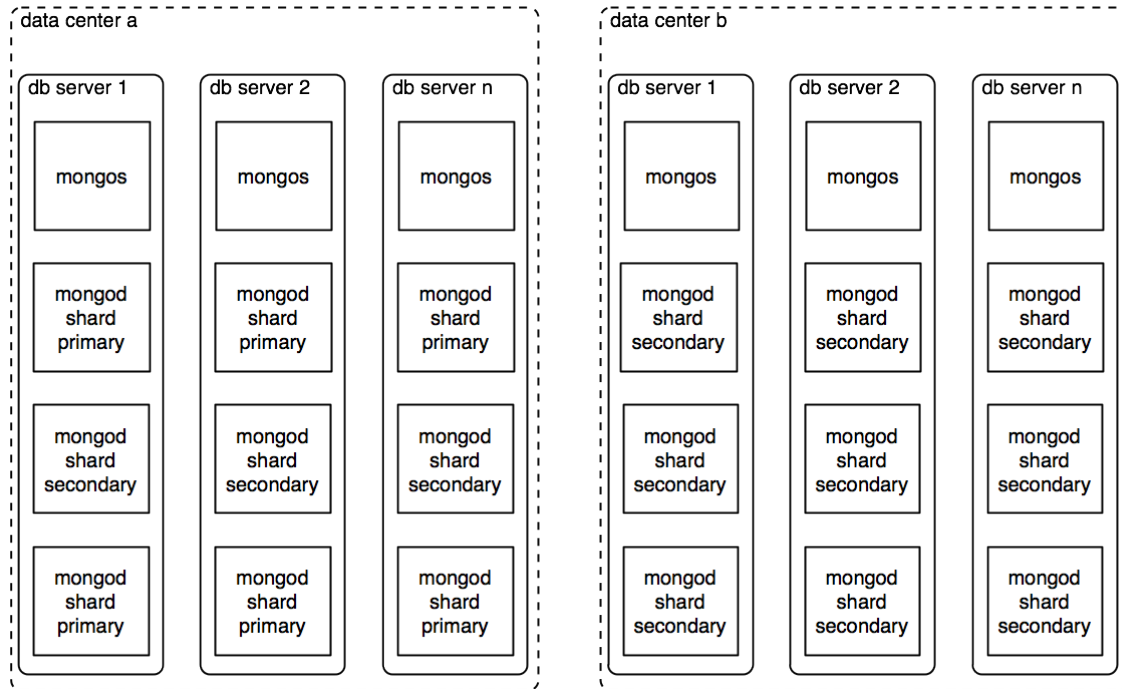 data center a
data center b
db server 1
db server 2
db server n
db server 1
db server 2
db server n
mongos
mongos
mongos
mongos
mongos
mongos
mongod
shard
primary
mongod
shard
primary
mongod
shard
primary
mongod
shard
secondary
mongod
shard
secondary
mongod
shard
secondary
mongod
shard
secondary
mongod
shard
secondary
mongod
shard
secondary
mongod
shard
secondary
mongod
shard
secondary
mongod
shard
secondary
mongod
shard
primary
mongod
shard
primary
mongod
shard
primary
mongod
shard
secondary
mongod
shard
secondary
mongod
shard
secondary